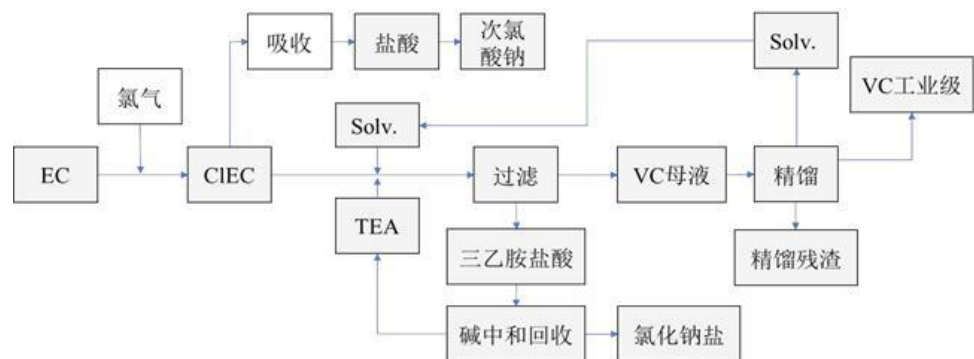 吸收
盐酸
次氯
酸钠
Solv.
氯气
VC工业级
Solv.
EC
ClEC
过滤
VC母液
精馏
TEA
三乙胺盐酸
精馏残渣
碱中和回收
氯化钠盐